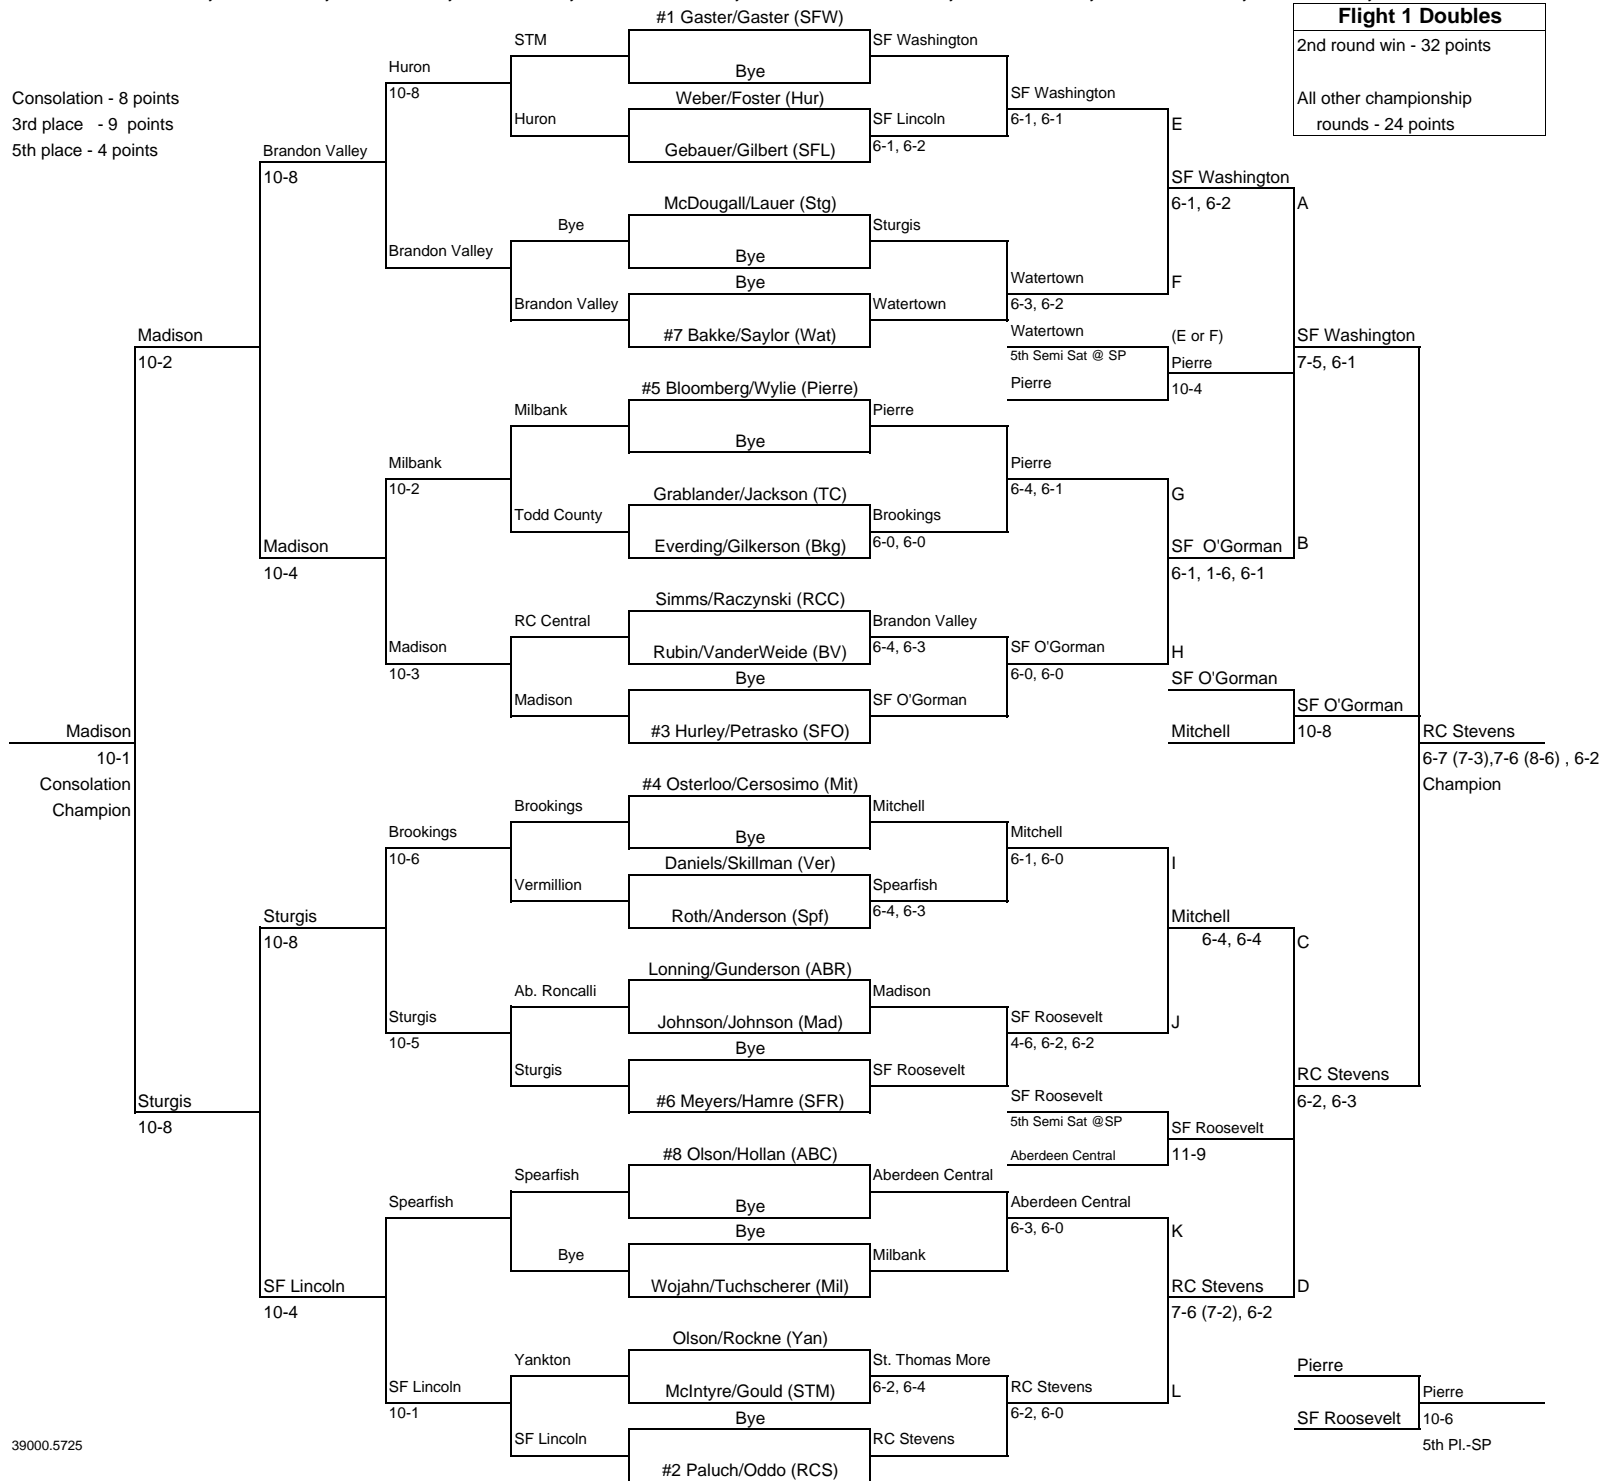 #1 Gaster/Gaster (SFW)
Flight 1 Doubles
STM
SF Washington
2nd round win - 32 points
Huron
Bye
Consolation - 8 points
10-8
Weber/Foster (Hur)
SF Washington
All other championship
3rd place - 9 points
Huron
SF Lincoln
6-1, 6-1
E
rounds - 24 points
5th place - 4 points
Brandon Valley
Gebauer/Gilbert (SFL)
6-1, 6-2
10-8
SF Washington
McDougall/Lauer (Stg)
6-1, 6-2
A
Bye
Sturgis
Brandon Valley
Bye
Bye
Watertown
F
Brandon Valley
Watertown
6-3, 6-2
Madison
#7 Bakke/Saylor (Wat)
Watertown
(E or F)
SF Washington
10-2
5th Semi Sat @ SP
Pierre
7-5, 6-1
#5 Bloomberg/Wylie (Pierre)
Pierre
10-4
Milbank
Pierre
Bye
Milbank
Pierre
10-2
Grablander/Jackson (TC)
6-4, 6-1
G
Todd County
Brookings
Madison
Everding/Gilkerson (Bkg)
6-0, 6-0
SF O'Gorman
B
10-4
6-1, 1-6, 6-1
Simms/Raczynski (RCC)
RC Central
Brandon Valley
Madison
Rubin/VanderWeide (BV)
6-4, 6-3
SF O'Gorman
H
10-3
Bye
6-0, 6-0
SF O'Gorman
Madison
SF O'Gorman
SF O'Gorman
Madison
#3 Hurley/Petrasko (SFO)
Mitchell
10-8
RC Stevens
10-1
6-7 (7-3),7-6 (8-6) , 6-2
Consolation
#4 Osterloo/Cersosimo (Mit)
Champion
Champion
Brookings
Mitchell
Brookings
Bye
Mitchell
10-6
Daniels/Skillman (Ver)
6-1, 6-0
I
Vermillion
Spearfish
Sturgis
Roth/Anderson (Spf)
6-4, 6-3
Mitchell
10-8
6-4, 6-4
C
Lonning/Gunderson (ABR)
Ab. Roncalli
Madison
Sturgis
Johnson/Johnson (Mad)
SF Roosevelt
J
10-5
Bye
4-6, 6-2, 6-2
Sturgis
SF Roosevelt
RC Stevens
Sturgis
#6 Meyers/Hamre (SFR)
SF Roosevelt
6-2, 6-3
10-8
5th Semi Sat @SP
SF Roosevelt
#8 Olson/Hollan (ABC)
Aberdeen Central
11-9
Spearfish
Aberdeen Central
Spearfish
Bye
Aberdeen Central
Bye
6-3, 6-0
K
Bye
Milbank
SF Lincoln
Wojahn/Tuchscherer (Mil)
RC Stevens
D
10-4
7-6 (7-2), 6-2
Olson/Rockne (Yan)
Yankton
St. Thomas More
Pierre
SF Lincoln
McIntyre/Gould (STM)
6-2, 6-4
RC Stevens
L
Pierre
10-1
Bye
6-2, 6-0
SF Roosevelt
10-6
39000.5725
SF Lincoln
RC Stevens
5th Pl.-SP
#2 Paluch/Oddo (RCS)